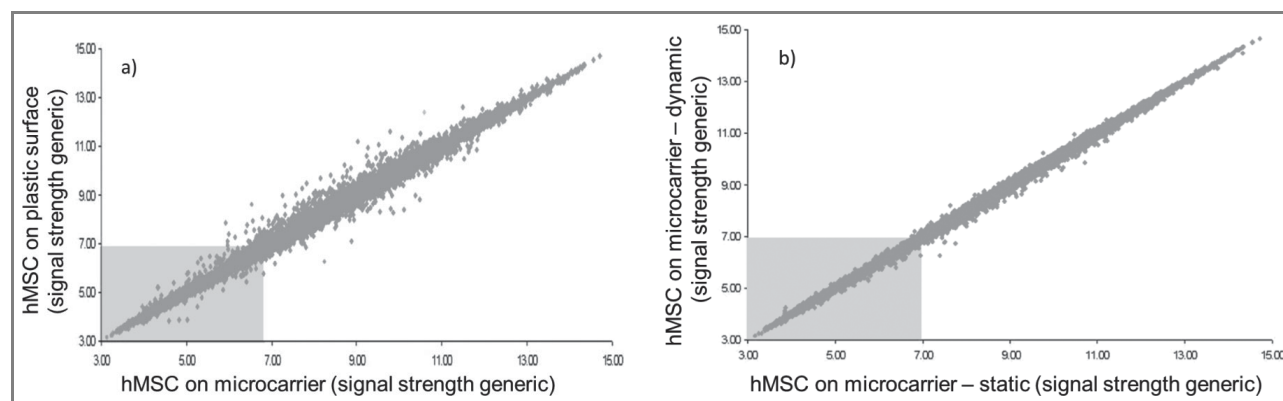 a)
hMSC on plastic surface
(signal strength generic)
15.00
13.00
11.00
9.00
7.00
5.00
3.00
3.00 5.00 7.00 9.00 11.00 13.00 15.00
hMSC on microcarrier (signal strength generic)
b)
hMSC on microcarrier – dynamic
(signal strength generic)
15.00
13.00
11.00
9.00
7.00
5.00
3.00
3.00 5.00 7.00 9.00 11.00 13.00 15.00
hMSC on microcarrier – static (signal strength generic)